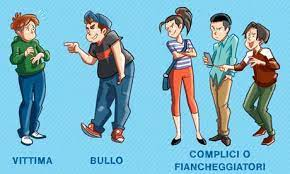 VITTIMA
BULLO
COMPLICI O
FIANCHEGGIATORI